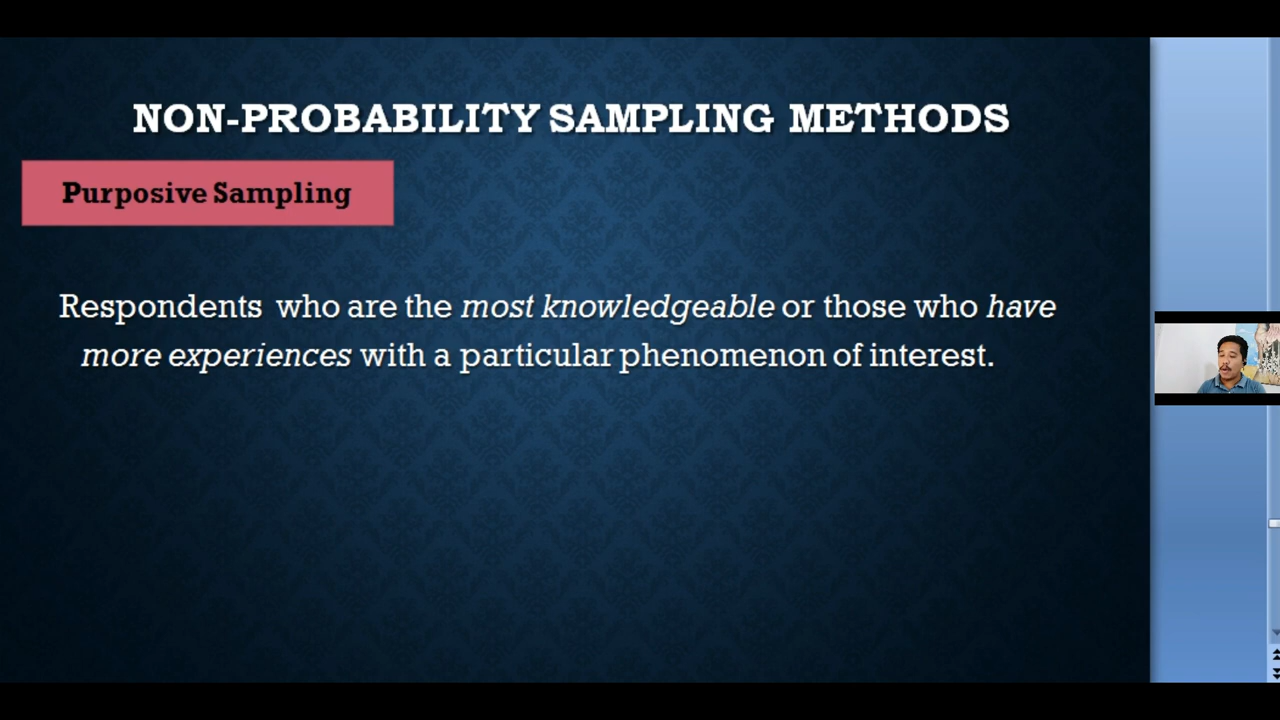 NON-PROBABILITY SAMPLING METHODS
Purposive Sampling
Respondents who are the most knowledgeable or those who have
more experiences with a particular phenomenon of interest.